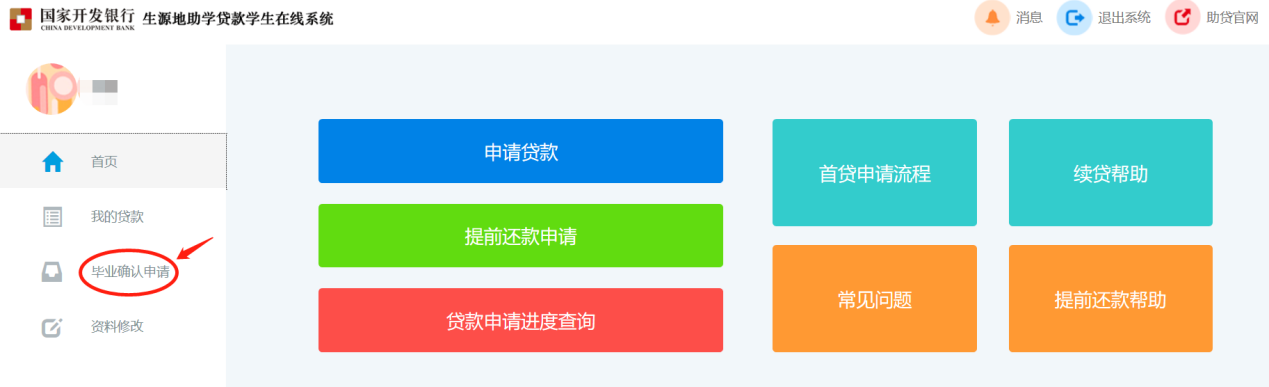 国家开发银行 生源地助学贷款学生在线系统
CHINA DEVELOPMENT BANK
消息 退出系统 助贷官网
首页
我的贷款
毕业确认申请
资料修改
申请贷款
提前还款申请
贷款申请进度查询
首贷申请流程
续贷帮助
常见问题
提前还款帮助